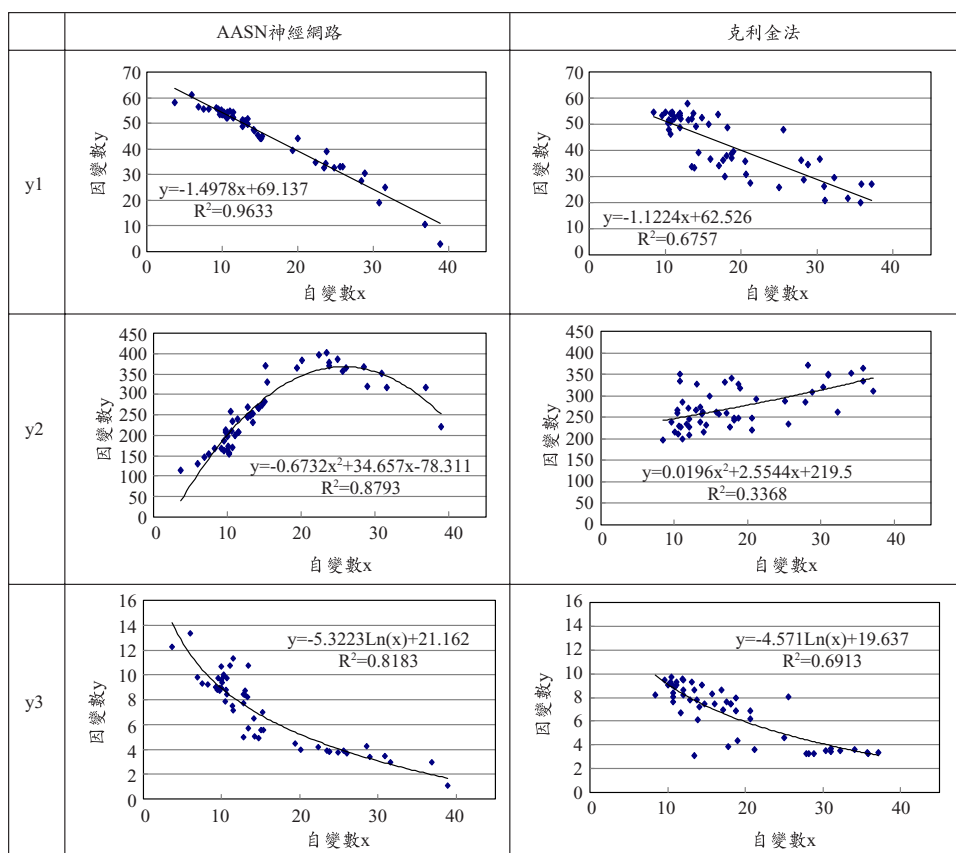 AASN神經網路
克利金法
y1
70
60
50
40
30
20
10
0
0 10 20 30 40
因變數y
自變數x
y=-1.4978x+69.137
R²=0.9633
70
60
50
40
30
20
10
0
0 10 20 30 40
因變數y
自變數x
y=-1.1224x+62.526
R²=0.6757
y2
450
400
350
300
250
200
150
100
50
0
0 10 20 30 40
因變數y
自變數x
y=-0.6732x²+34.657x-78.311
R²=0.8793
450
400
350
300
250
200
150
100
50
0
0 10 20 30 40
因變數y
自變數x
y=0.0196x²+2.5544x+219.5
R²=0.3368
y3
16
14
12
10
8
6
4
2
0
0 10 20 30 40
因變數y
自變數x
y=-5.3223Ln(x)+21.162
R²=0.8183
16
14
12
10
8
6
4
2
0
0 10 20 30 40
因變數y
自變數x
y=-4.571Ln(x)+19.637
R²=0.6913